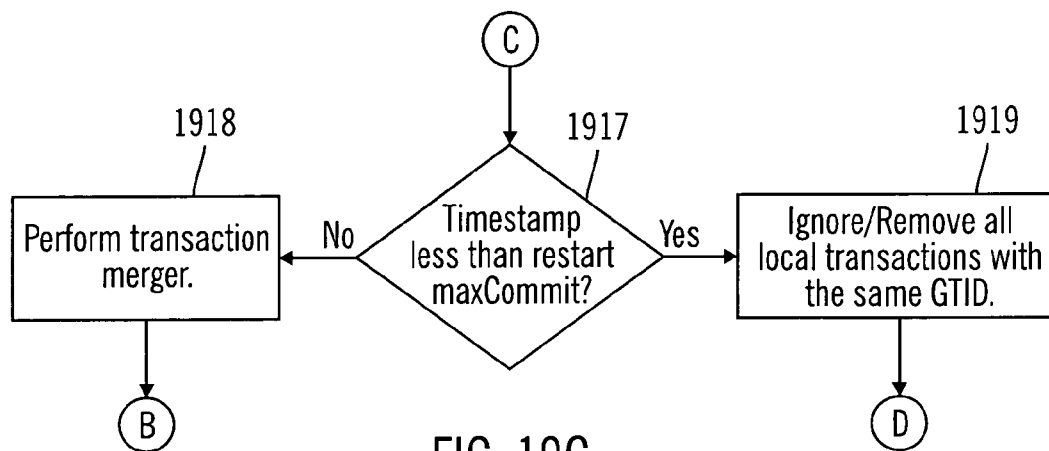 C
1918
1917
1919
Perform transaction
merger.
No
Timestamp
less than restart
maxCommit?
Yes
Ignore/Remove all
local transactions with
the same GTID.
B
D